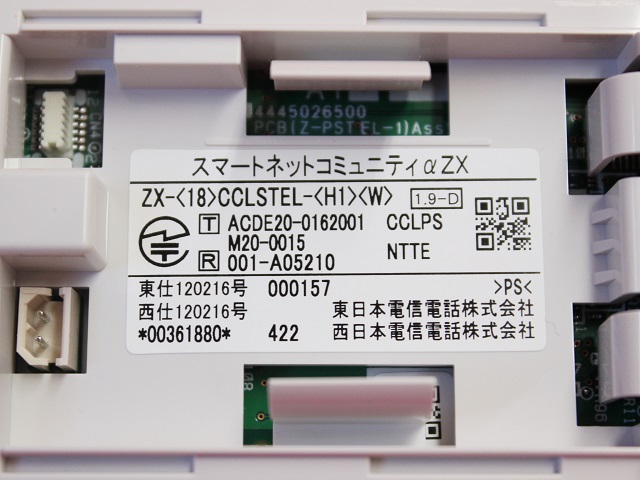 4445026500
PCB(Z-PSTEL-1)Ass
スマートネットコミュニティαZX
ZX-<18>CCLSTEL-<H1><W> 1.9-D
T ACDE20-0162001 CCLPS
M20-0015
R 001-A05210 NTTE
東仕120216号 000157 >PS<
西仕120216号 東日本電信電話株式会社
*00361880* 422 西日本電信電話株式会社